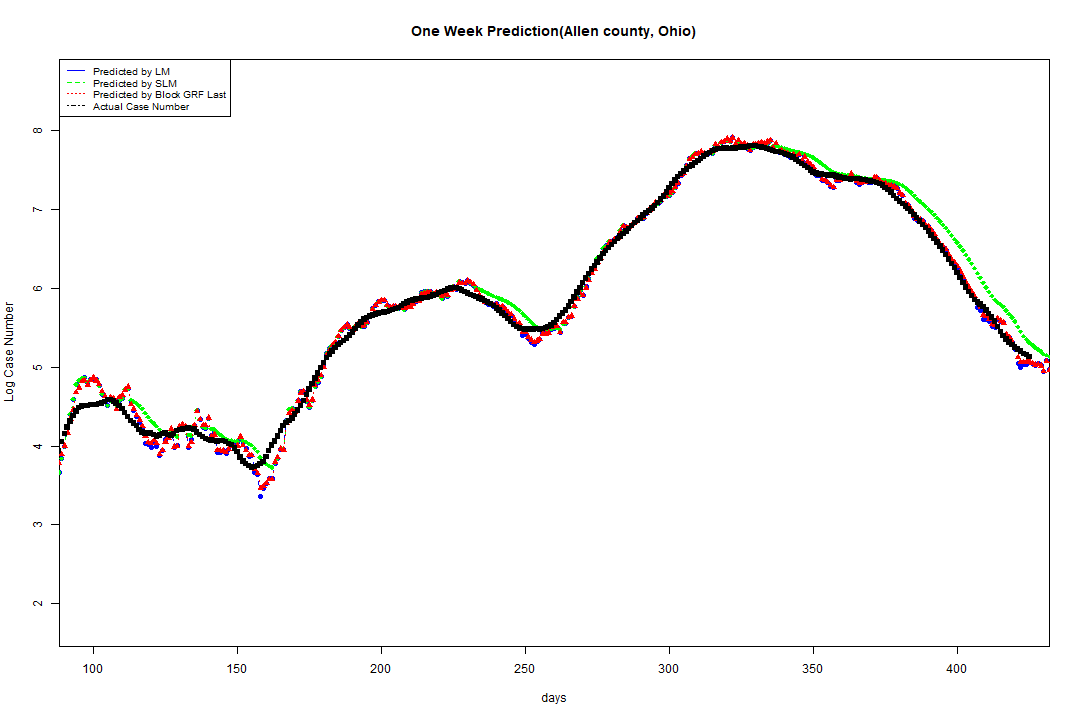 One Week Prediction(Allen county, Ohio)
Predicted by LM
Predicted by SLM
Predicted by Block GRF Last
Actual Case Number
8
7
6
5
4
3
2
Log Case Number
100 150 200 250 300 350 400
days